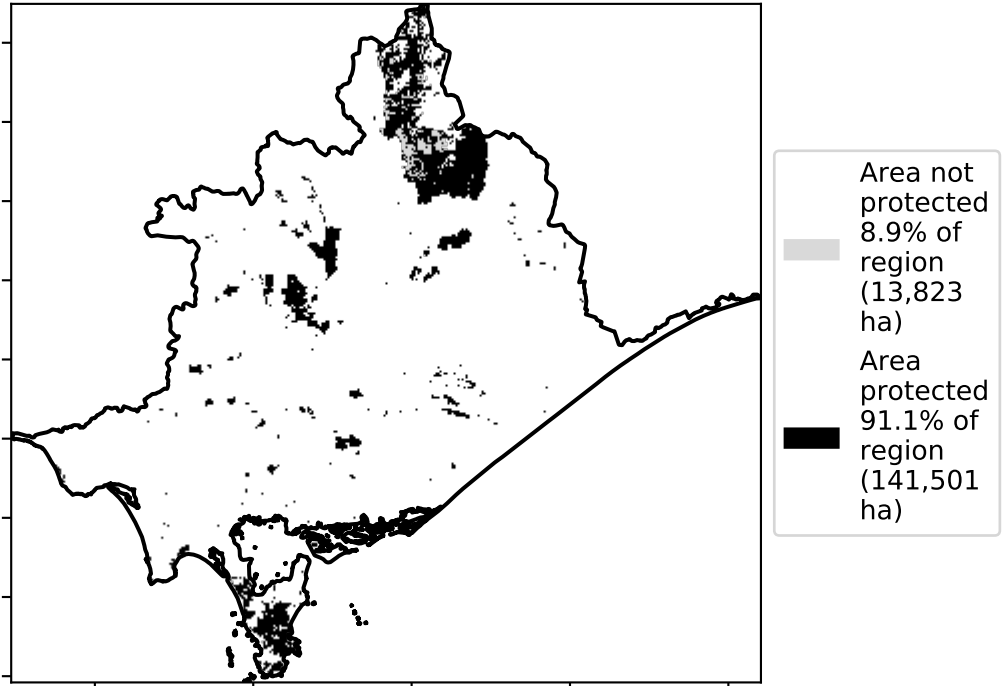 Area not
protected
8.9% of
region
(13,823
ha)
Area
protected
91.1% of
region
(141,501
ha)